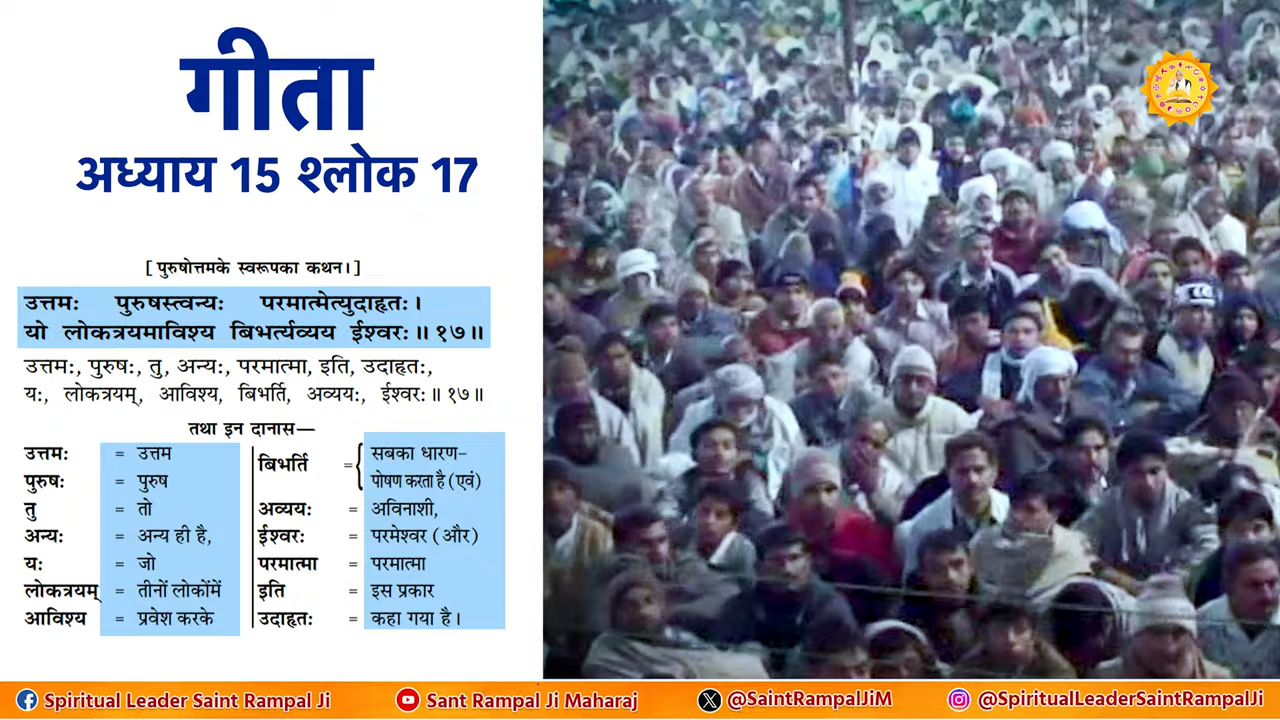 गीता
अध्याय 15 श्लोक 17
[ पुरुषोत्तमके स्वरूपका कथन। ]
उत्तमः पुरुषस्त्वन्यः परमात्मेत्युदाहृतः।
यो लोकत्रयमाविश्य बिभर्त्यव्यय ईश्वरः॥ १७॥
उत्तमः, पुरुषः, तु, अन्यः, परमात्मा, इति, उदाहृतः,
यः, लोकत्रयम्, आविश्य, बिभर्ति, अव्ययः, ईश्वरः॥ १७॥
तथा इन दानास—
उत्तमः = उत्तम
पुरुषः = पुरुष
तु = तो
अन्यः = अन्य ही है,
यः = जो
लोकत्रयम् = तीनों लोकोंमें
आविश्य = प्रवेश करके
बिभर्ति = { सबका धारण-
पोषण करता है (एवं)
अव्ययः = अविनाशी,
ईश्वरः = परमेश्वर (और)
परमात्मा = परमात्मा
इति = इस प्रकार
उदाहृतः = कहा गया है।
Spiritual Leader Saint Rampal Ji
Sant Rampal Ji Maharaj
@SaintRampalJiM
@SpiritualLeaderSaintRampalJi